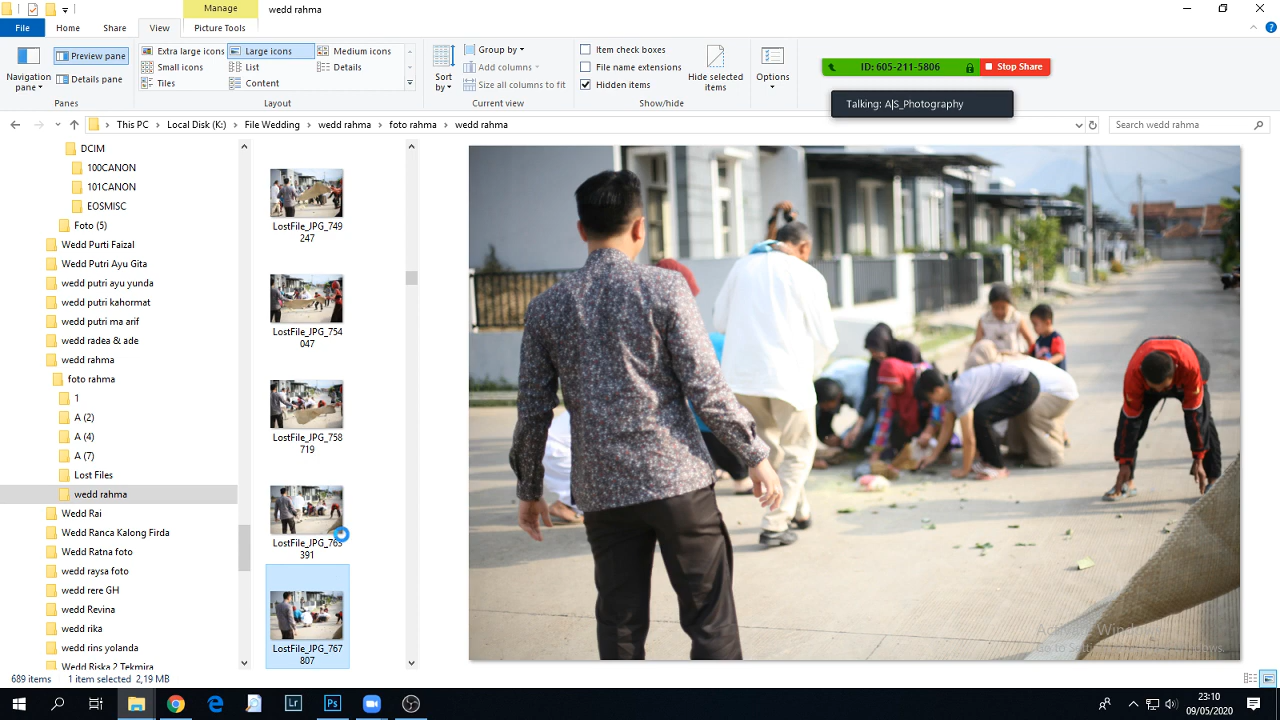 Manage
wedd rahma
File
Home
Share
View
Picture Tools
Navigation
pane
Preview pane
Details pane
Panes
Extra large icons
Large icons
Medium icons
Small icons
List
Details
Tiles
Content
Layout
Sort
by
Group by
Add columns
Size all columns to fit
Current view
Item check boxes
File name extensions
Hidden items
Hide selected
items
Show/hide
Options
ID: 605-211-5806
Stop Share
Talking: A|S_Photography
This PC
Local Disk (K:)
File Wedding
wedd rahma
foto rahma
wedd rahma
Search wedd rahma
DCIM
100CANON
101CANON
EOSMISC
Foto (5)
Wedd Purti Faizal
Wedd Putri Ayu Gita
wedd putri ayu yunda
wedd putri kahormat
wedd putri ma arif
wedd radea & ade
wedd rahma
foto rahma
1
A (2)
A (4)
A (7)
Lost Files
wedd rahma
Wedd Rai
Wedd Ranca Kalong Firda
Wedd Ratna foto
wedd raysa foto
wedd rere GH
wedd Revina
wedd rika
wedd rins yolanda
Wedd Riska 2 Tekmira
LostFile_JPG_749
247
LostFile_JPG_754
047
LostFile_JPG_758
719
LostFile_JPG_763
391
LostFile_JPG_767
807
689 items
1 item selected 2,19 MB
Lr
Ps
23:10
09/05/2020